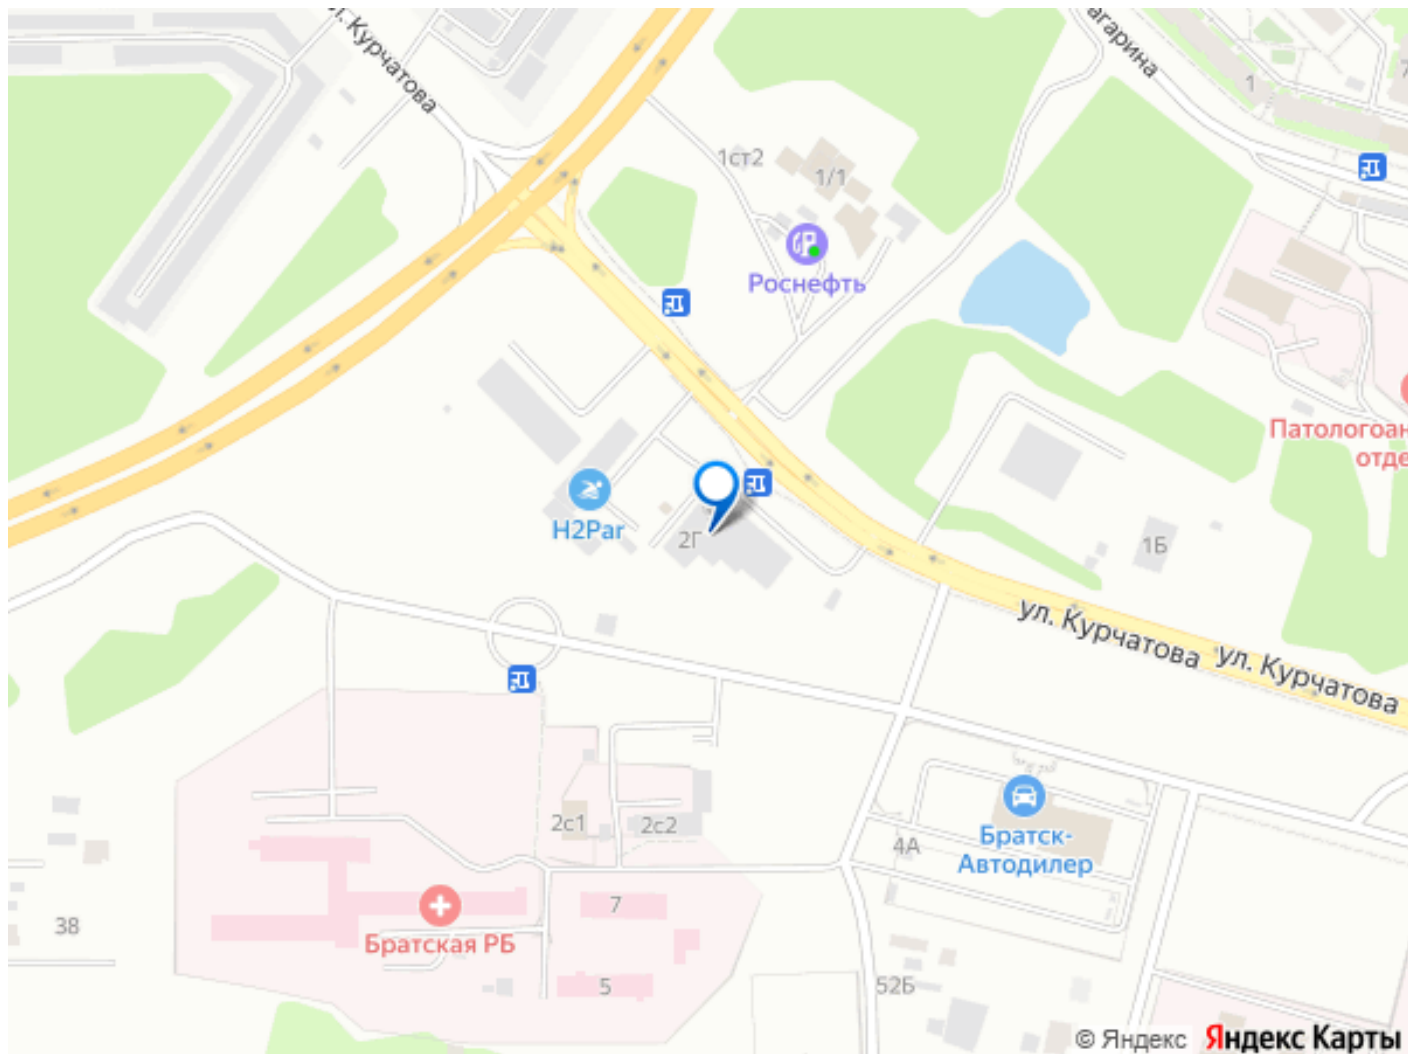 ул. Курчатова
агарина
1
7
1ст2
1/1
Роснефть
Патологоан
отде
H2Par
2Г
1Б
ул. Курчатова
ул. Курчатова
2с1
2с2
4А
Братск-
Автодилер
7
38
Братская РБ
5
52Б
© Яндекс Яндекс Карты